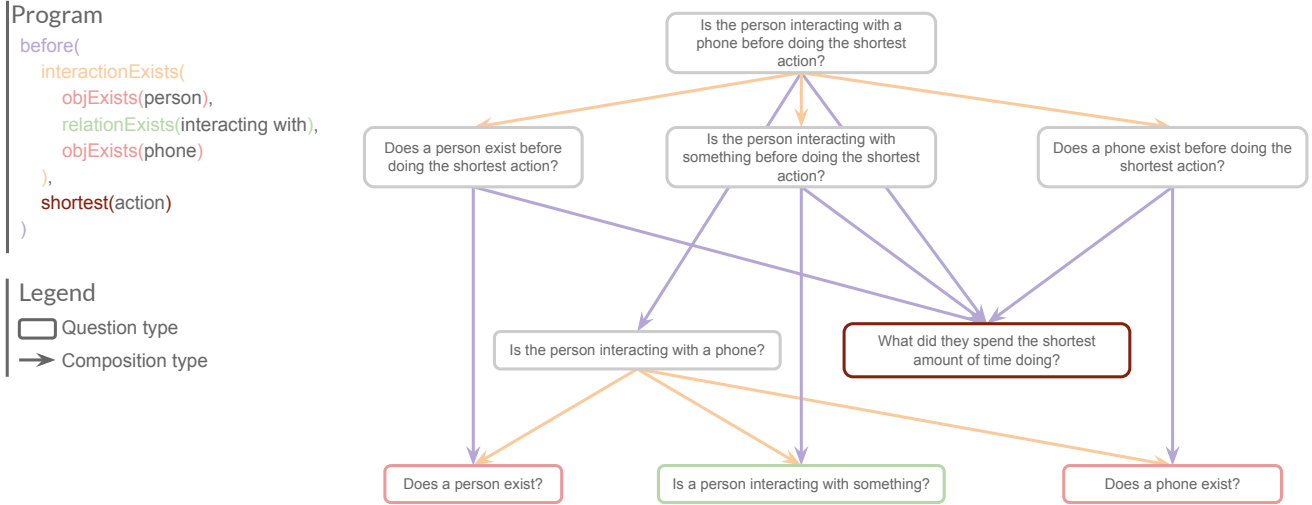 Program
before(
interactionExists(
objExists(person),
relationExists(interacting with),
objExists(phone)
),
shortest(action)
)
Legend
Question type
Composition type
Is the person interacting with a
phone before doing the shortest
action?
Does a person exist before
doing the shortest action?
Is the person interacting with
something before doing the shortest
action?
Does a phone exist before doing the
shortest action?
Is the person interacting with a phone?
What did they spend the shortest
amount of time doing?
Does a person exist?
Is a person interacting with something?
Does a phone exist?